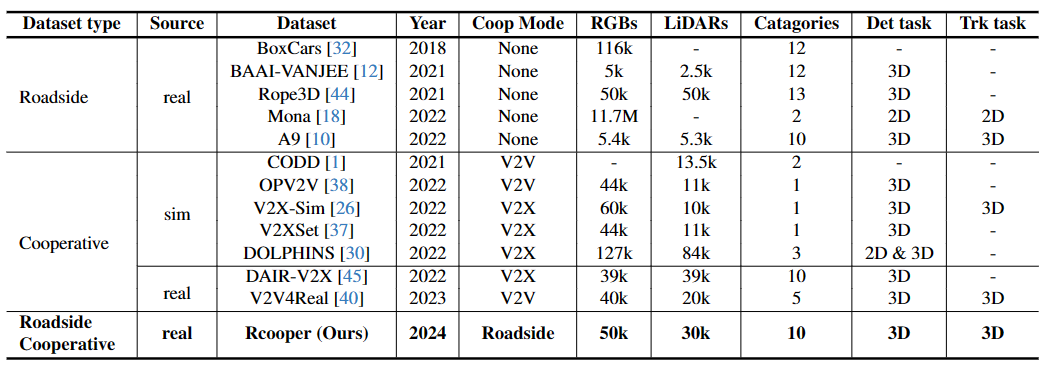 Dataset type Source Dataset Year Coop Mode RGBs LiDARs Catagories Det task Trk task
BoxCars [32] 2018 None 116k - 12 - -
BAAI-VANJEE [12] 2021 None 5k 2.5k 12 3D -
Roadside real Rope3D [44] 2021 None 50k 50k 13 3D -
Mona [18] 2022 None 11.7M - 2 2D 2D
A9 [10] 2022 None 5.4k 5.3k 10 3D 3D
CODD [1] 2021 V2V - 13.5k 2 - -
OPV2V [38] 2022 V2V 44k 11k 1 3D -
sim V2X-Sim [26] 2022 V2X 60k 10k 1 3D 3D
V2XSet [37] 2022 V2X 44k 11k 1 3D -
Cooperative DOLPHINS [30] 2022 V2X 127k 84k 3 2D & 3D -
DAIR-V2X [45] 2022 V2X 39k 39k 10 3D -
real V2V4Real [40] 2023 V2V 40k 20k 5 3D 3D
Roadside
Cooperative real Rcooper (Ours) 2024 Roadside 50k 30k 10 3D 3D